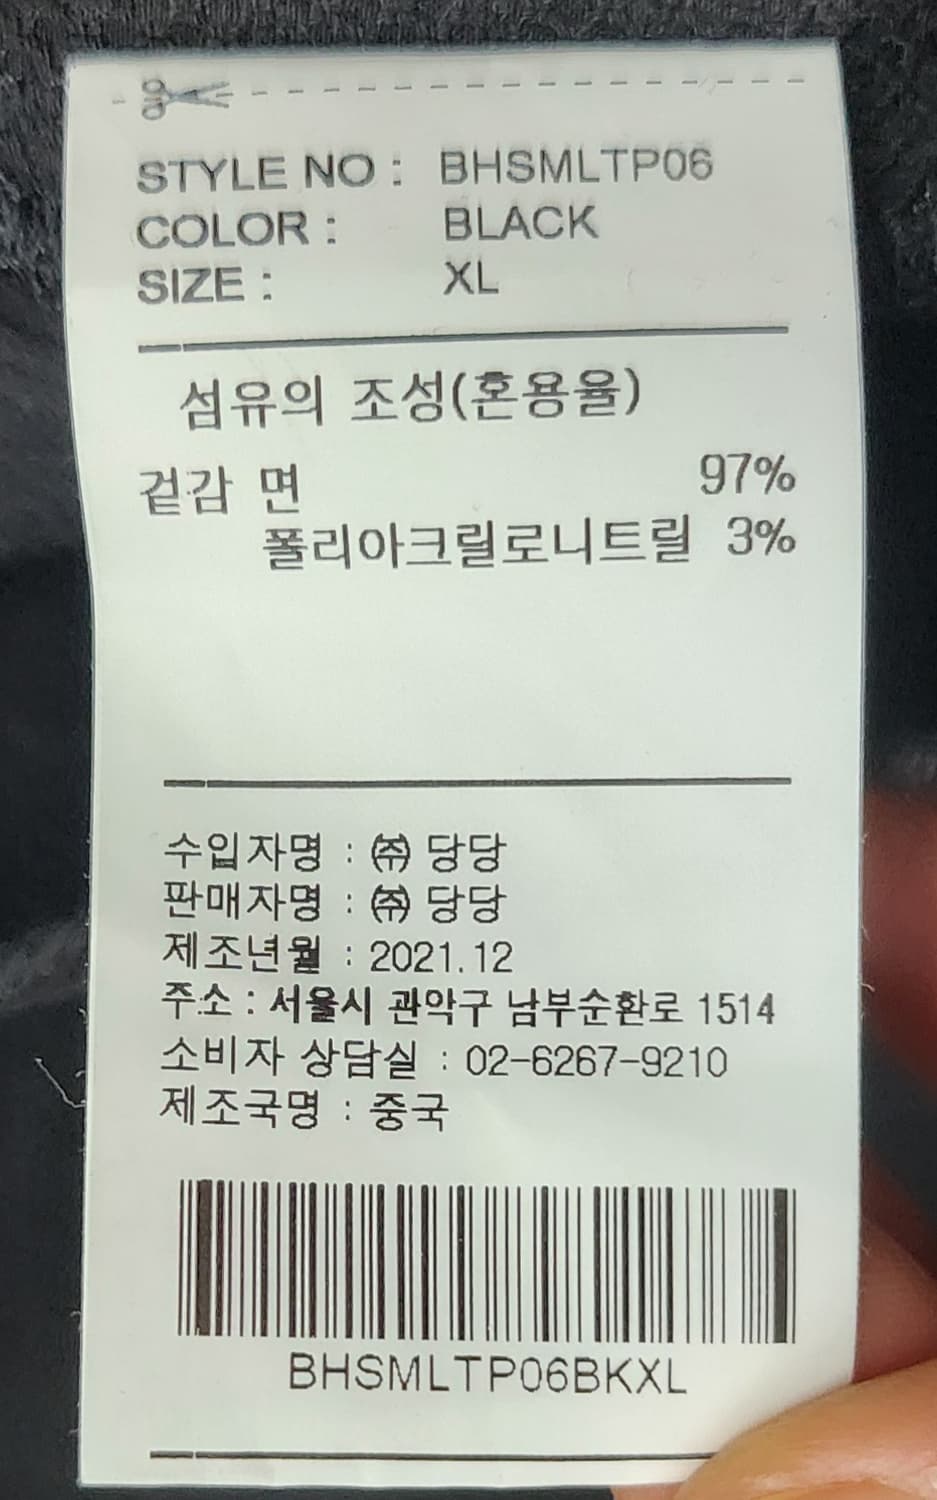 STYLE NO : BHSMLTP06
COLOR : BLACK
SIZE : XL
섬유의 조성(혼용율)
겉감 면 97%
폴리아크릴로니트릴 3%
수입자명 : ㈜ 당당
판매자명 : ㈜ 당당
제조년월 : 2021.12
주소 : 서울시 관악구 남부순환로 1514
소비자 상담실 : 02-6267-9210
제조국명 : 중국
BHSMLTP06BKXL